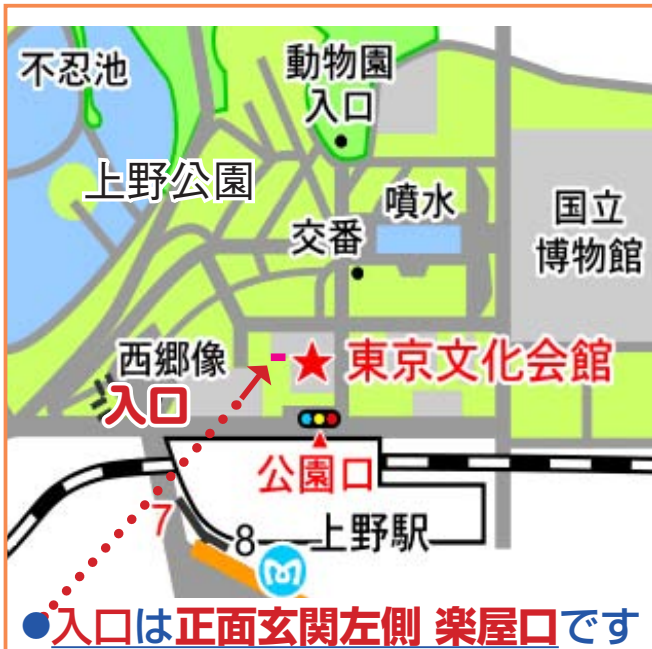 不忍池
動物園
入口
上野公園
噴水
国立
博物館
交番
西郷像
入口
★東京文化会館
公園口
7
8
上野駅
●入口は正面玄関左側 楽屋口です